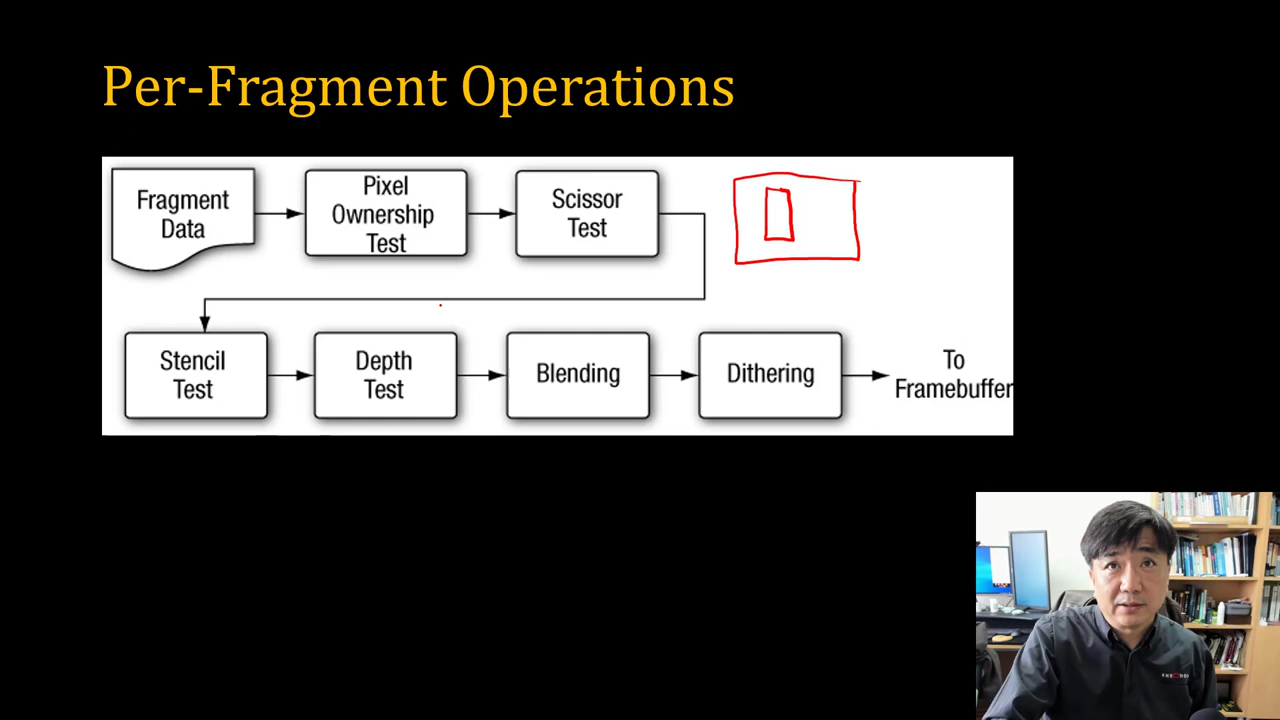 Per-Fragment Operations
Fragment
Data
Pixel
Ownership
Test
Scissor
Test
Stencil
Test
Depth
Test
Blending
Dithering
To
Framebuffer